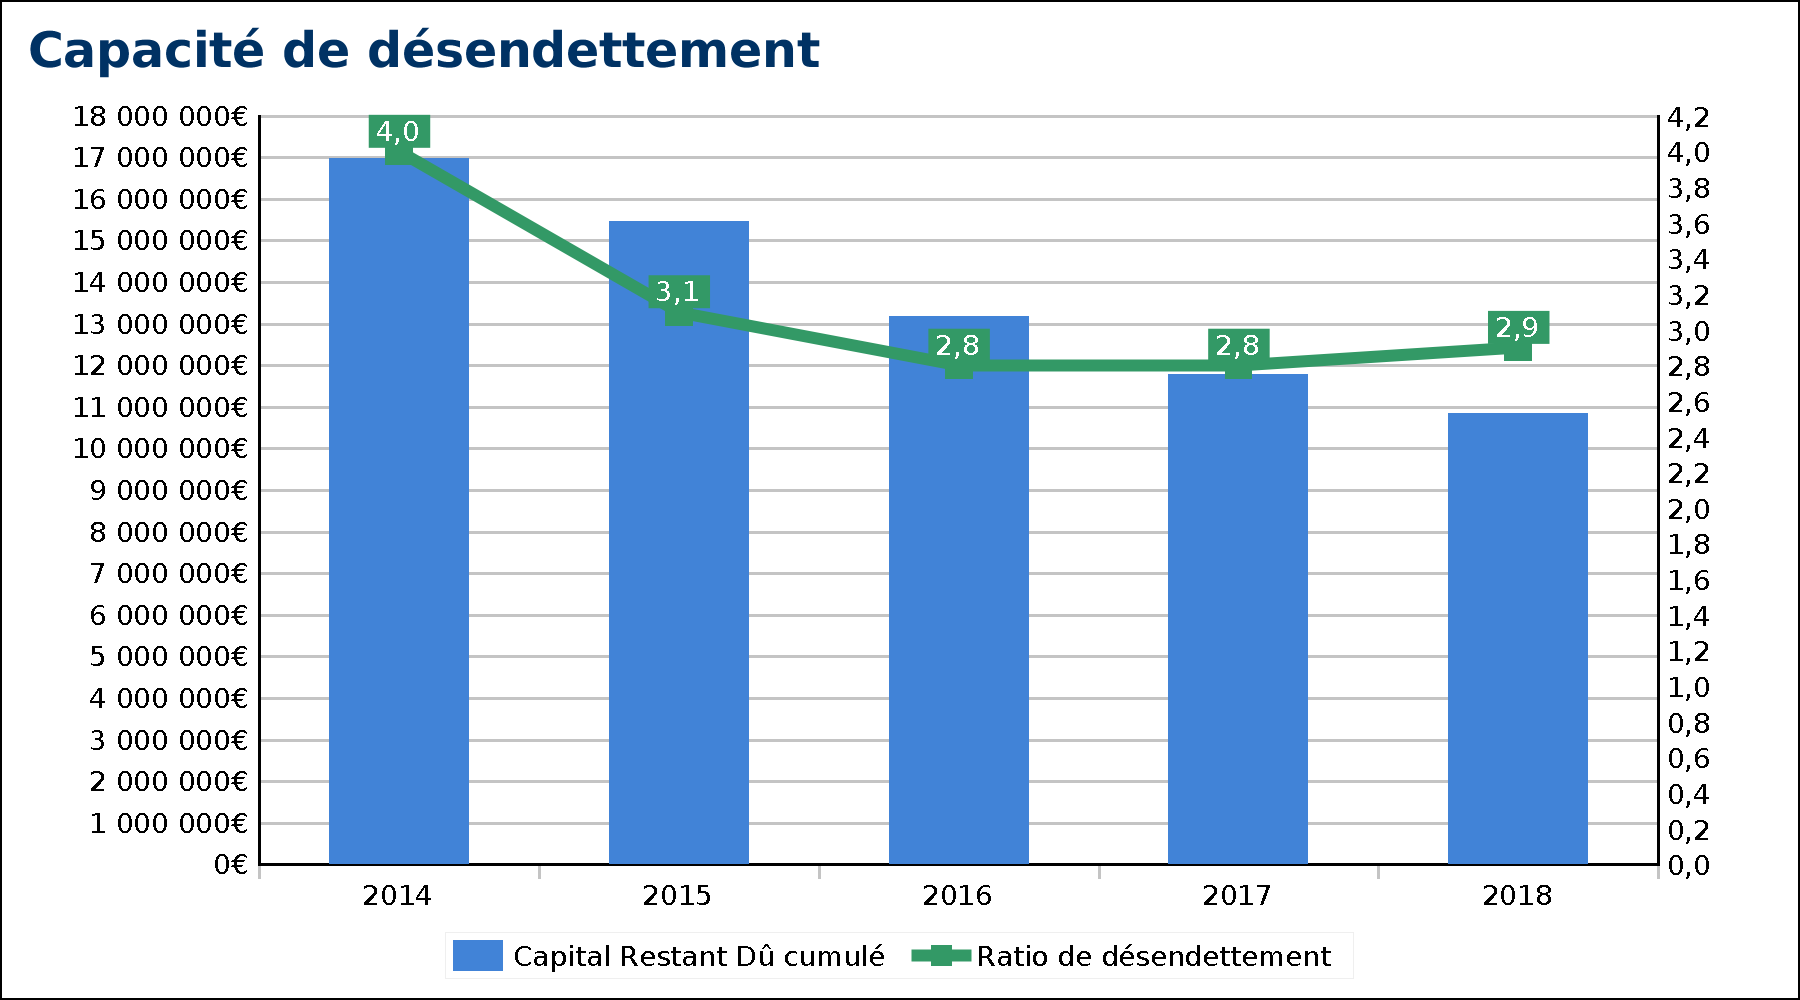 Capacité de désendettement
18 000 000€
17 000 000€
16 000 000€
15 000 000€
14 000 000€
13 000 000€
12 000 000€
11 000 000€
10 000 000€
9 000 000€
8 000 000€
7 000 000€
6 000 000€
5 000 000€
4 000 000€
3 000 000€
2 000 000€
1 000 000€
0€
4,0
3,1
2,8
2,8
2,9
4,2
4,0
3,8
3,6
3,4
3,2
3,0
2,8
2,6
2,4
2,2
2,0
1,8
1,6
1,4
1,2
1,0
0,8
0,6
0,4
0,2
0,0
2014 2015 2016 2017 2018
Capital Restant Dû cumulé Ratio de désendettement